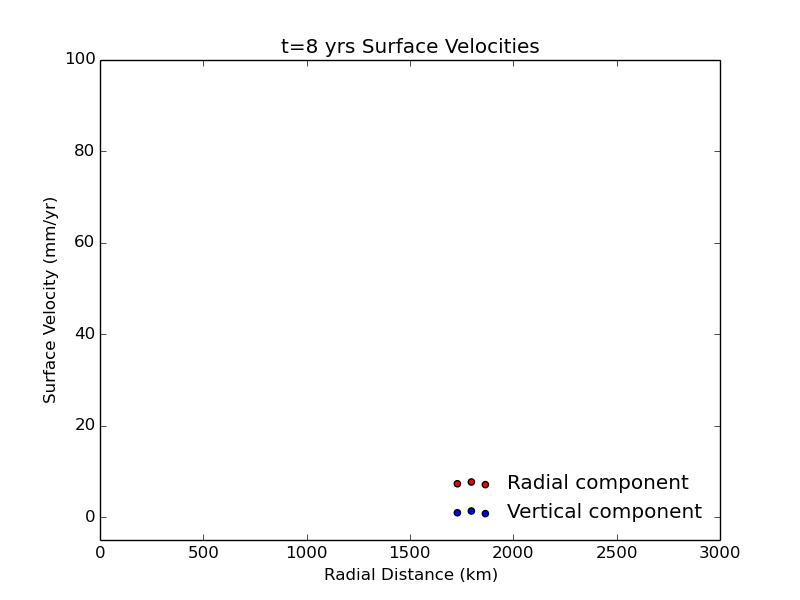 t=8 yrs Surface Velocities
100
80
60
40
20
0
Surface Velocity (mm/yr)
Radial component
Vertical component
0 500 1000 1500 2000 2500 3000
Radial Distance (km)